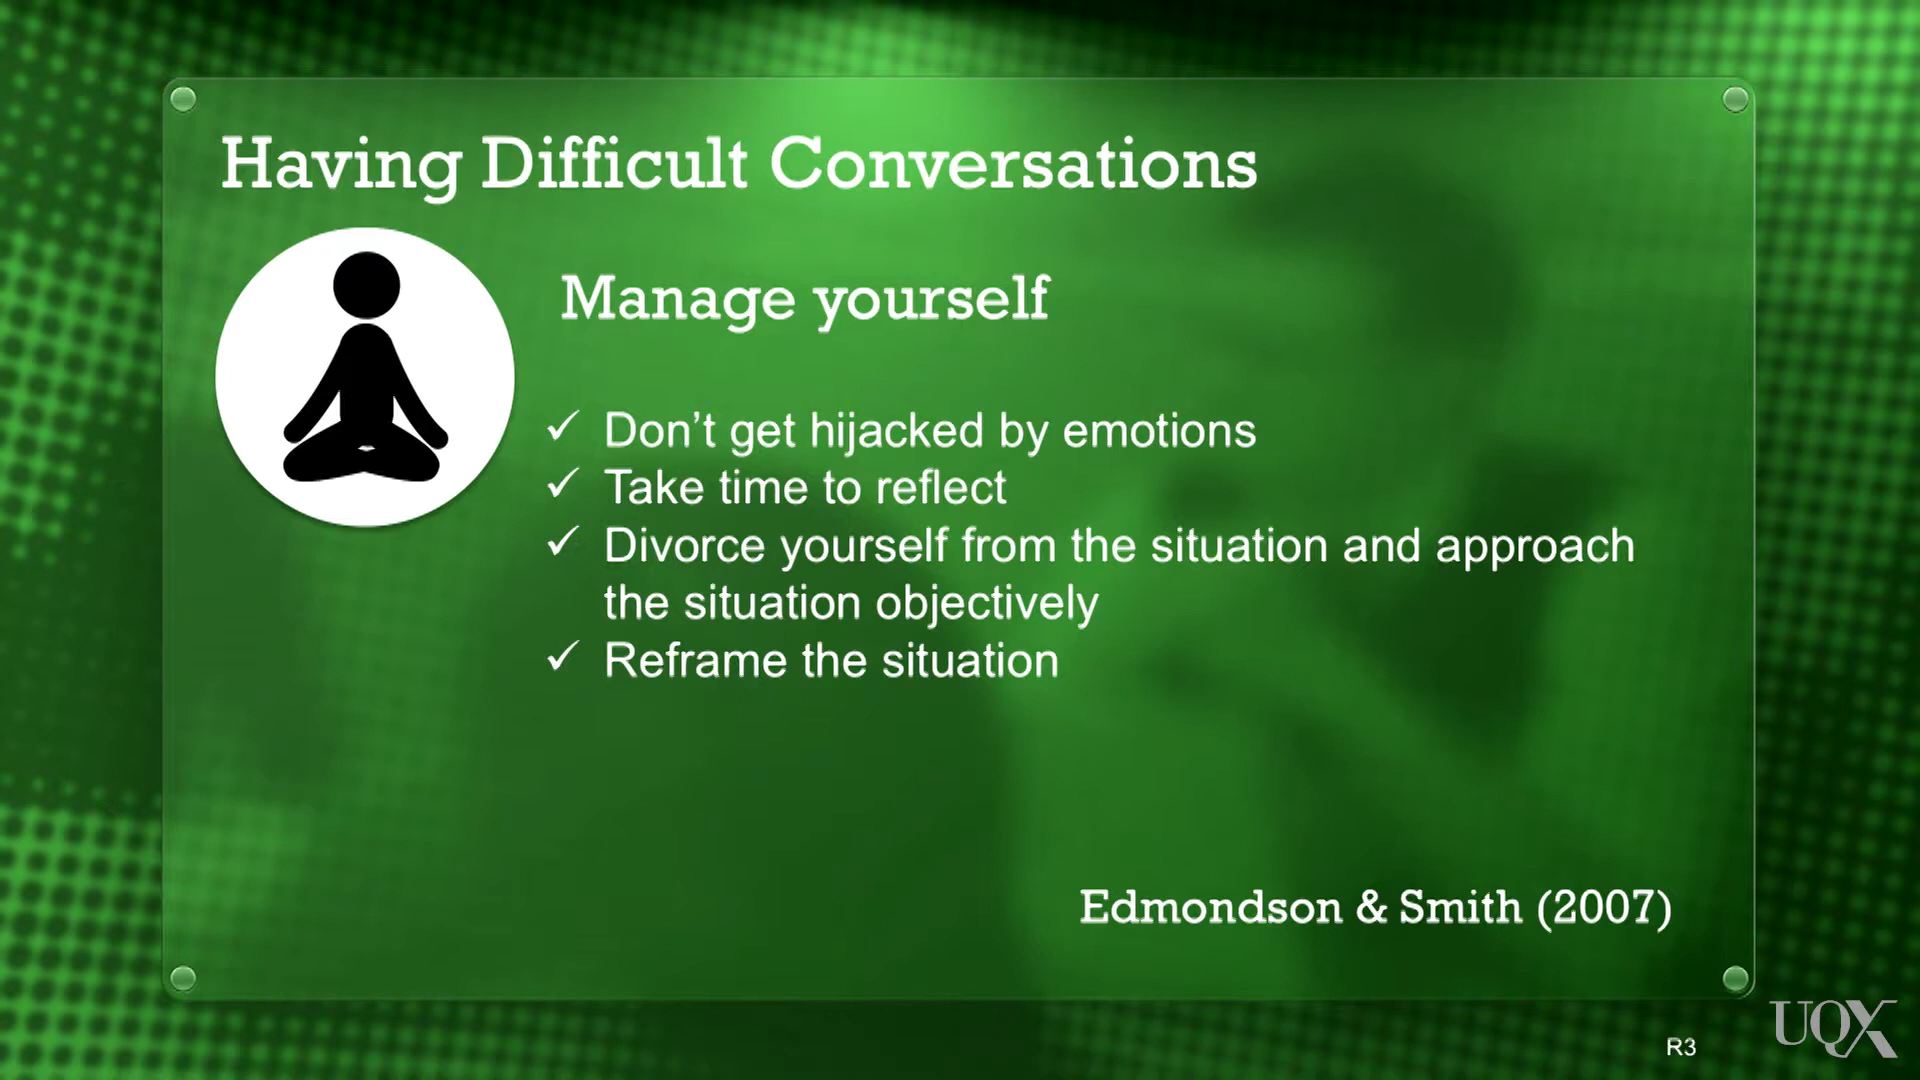 Having Difficult Conversations
Manage yourself
✓ Don't get hijacked by emotions
✓ Take time to reflect
✓ Divorce yourself from the situation and approach
the situation objectively
✓ Reframe the situation
Edmondson & Smith (2007)
R3
UQX